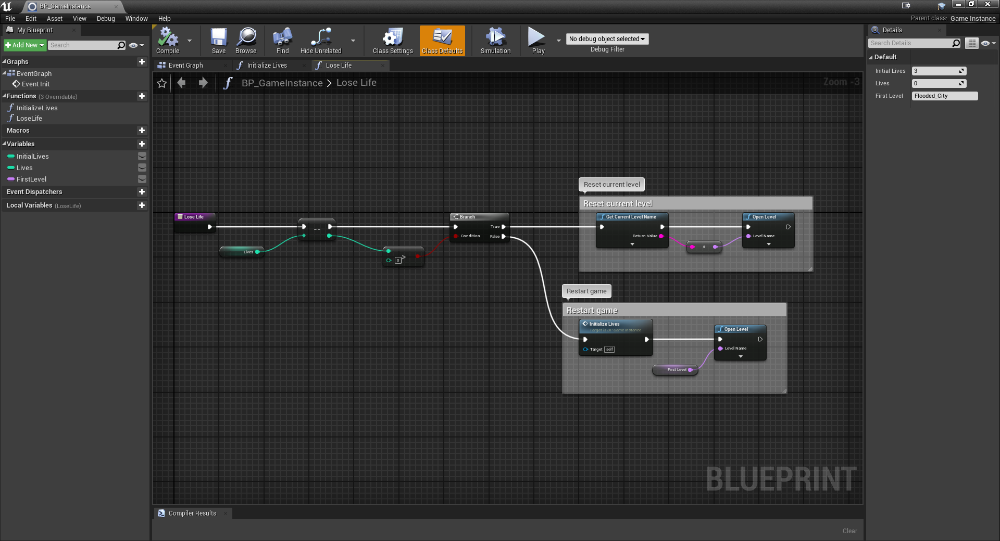 BP_GameInstance
File Edit Asset View Debug Window Help
Parent class: Game Instance
My Blueprint
Add New
Search
Graphs
EventGraph
Event Init
Functions (3 Overridable)
InitializeLives
LoseLife
Macros
Variables
InitialLives
Lives
FirstLevel
Event Dispatchers
Local Variables (LoseLife)
Compile
Save
Browse
Find
Hide Unrelated
Class Settings
Class Defaults
Simulation
Play
No debug object selected
Debug Filter
Event Graph
Initialize Lives
Lose Life
BP_GameInstance > Lose Life
Zoom -3
Reset current level
Reset current level
Lose Life
Lives
--
0 >
Branch
True
Condition
False
Get Current Level Name
Return Value
Open Level
Level Name
Restart game
Restart game
Initialize Lives
Target is BP Game Instance
Target self
First Level
Open Level
Level Name
BLUEPRINT
Compiler Results
Clear
Details
Search Details
Default
Initial Lives 3
Lives 0
First Level Flooded_City